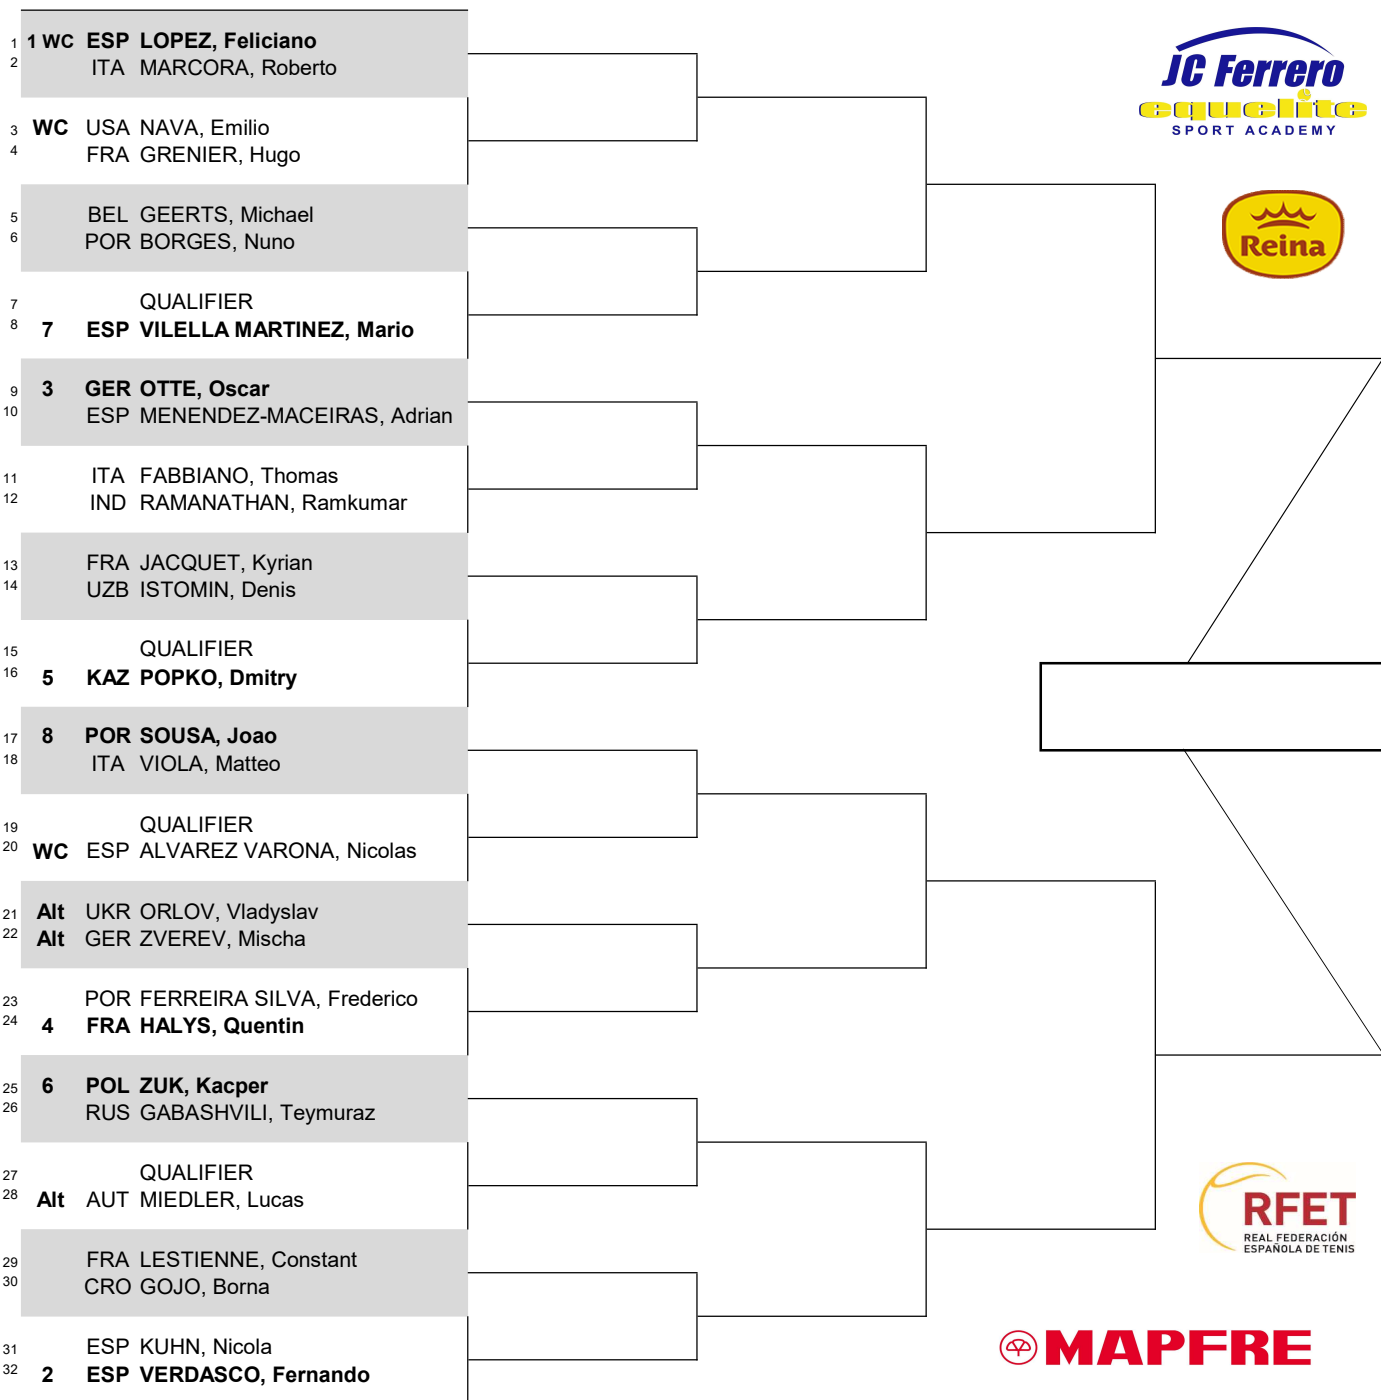 1 1 WC ESP LOPEZ, Feliciano
2 ITA MARCORA, Roberto
3 WC USA NAVA, Emilio
4 FRA GRENIER, Hugo
5 BEL GEERTS, Michael
6 POR BORGES, Nuno
7 QUALIFIER
8 7 ESP VILELLA MARTINEZ, Mario
9 3 GER OTTE, Oscar
10 ESP MENENDEZ-MACEIRAS, Adrian
11 ITA FABBIANO, Thomas
12 IND RAMANATHAN, Ramkumar
13 FRA JACQUET, Kyrian
14 UZB ISTOMIN, Denis
15 QUALIFIER
16 5 KAZ POPKO, Dmitry
17 8 POR SOUSA, Joao
18 ITA VIOLA, Matteo
19 QUALIFIER
20 WC ESP ALVAREZ VARONA, Nicolas
21 Alt UKR ORLOV, Vladyslav
22 Alt GER ZVEREV, Mischa
23 POR FERREIRA SILVA, Frederico
24 4 FRA HALYS, Quentin
25 6 POL ZUK, Kacper
26 RUS GABASHVILI, Teymuraz
27 QUALIFIER
28 Alt AUT MIEDLER, Lucas
29 FRA LESTIENNE, Constant
30 CRO GOJO, Borna
31 ESP KUHN, Nicola
32 2 ESP VERDASCO, Fernando
JC Ferrero
equelite
SPORT ACADEMY
Reina
RFET
REAL FEDERACIÓN
ESPAÑOLA DE TENIS
MAPFRE